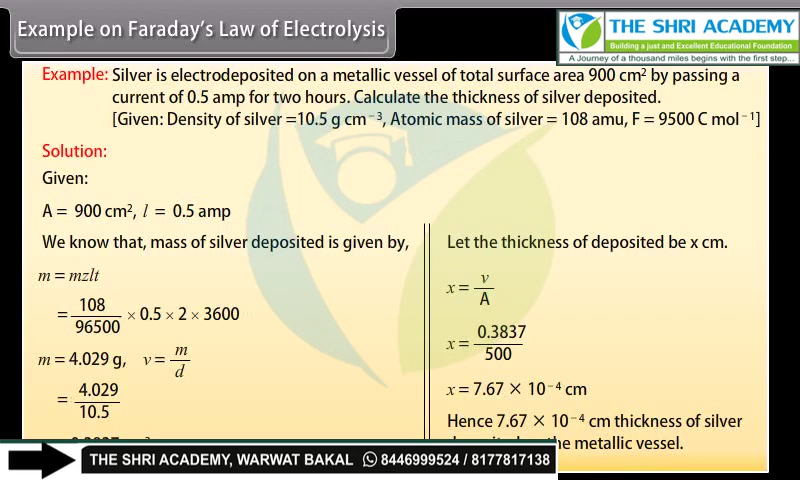 Example on Faraday's Law of Electrolysis
THE SHRI ACADEMY
Building a just and Excellent Educational Foundation
A Journey of a thousand miles begins with the first step...
Example: Silver is electrodeposited on a metallic vessel of total surface area 900 cm² by passing a
current of 0.5 amp for two hours. Calculate the thickness of silver deposited.
[Given: Density of silver =10.5 g cm⁻³, Atomic mass of silver = 108 amu, F = 9500 C mol⁻¹]
Solution:
Given:
A = 900 cm², l = 0.5 amp
We know that, mass of silver deposited is given by,
m = mzlt
= 108/96500 × 0.5 × 2 × 3600
m = 4.029 g, v = m/d
= 4.029/10.5
Let the thickness of deposited be x cm.
x = v/A
x = 0.3837/500
x = 7.67 × 10⁻⁴ cm
Hence 7.67 × 10⁻⁴ cm thickness of silver
the metallic vessel.
THE SHRI ACADEMY, WARWAT BAKAL 8446999524 / 8177817138